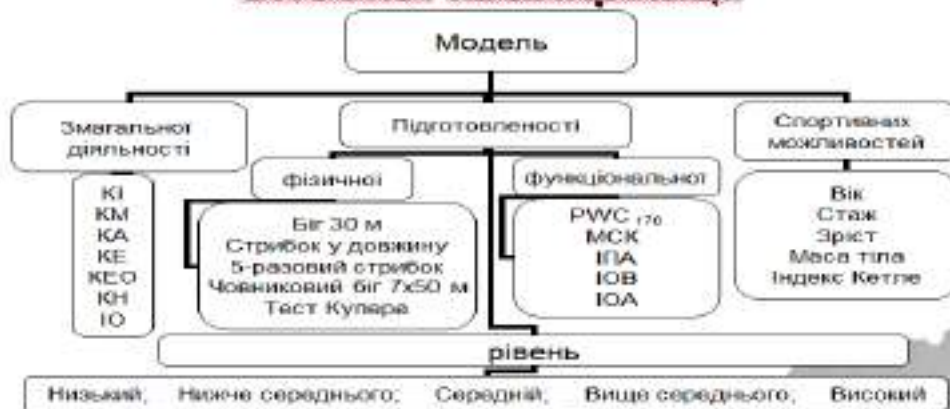 Модель
Змагальної
діяльності
Підготовленості
Спортивних
можливостей
фізичної
функціональної
КІ
КМ
КА
КЕ
КЕО
КН
ІО
Біг 30 м
Стрибок у довжину
5-разовий стрибок
Човниковий біг 7х50 м
Тест Купера
PWC 170
МСК
ІПА
ІОВ
ІОА
Вік
Стаж
Зріст
Маса тіла
Індекс Кетле
рівень
Низький; Нижче середнього; Середній; Вище середнього; Високий